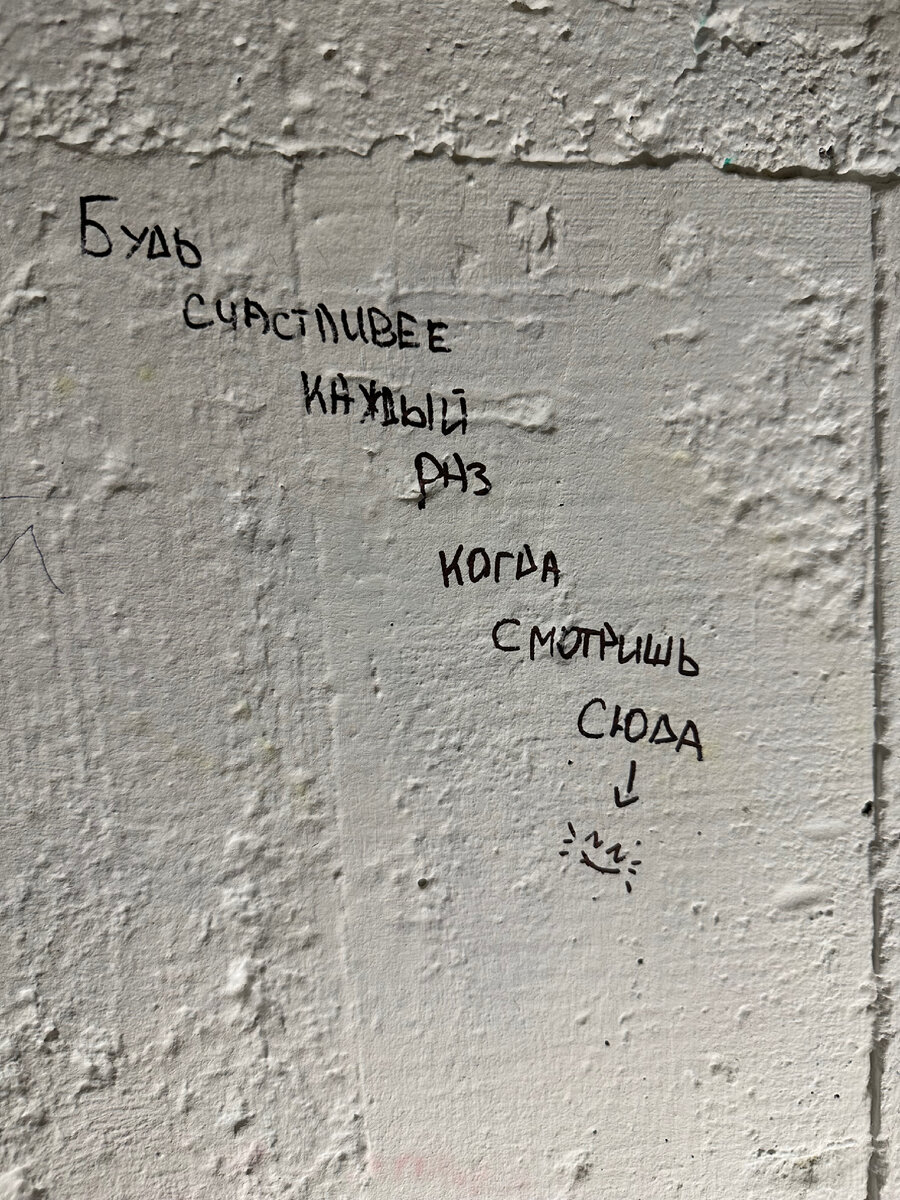 Будь
счастливее
каждый
раз
когда
смотришь
сюда